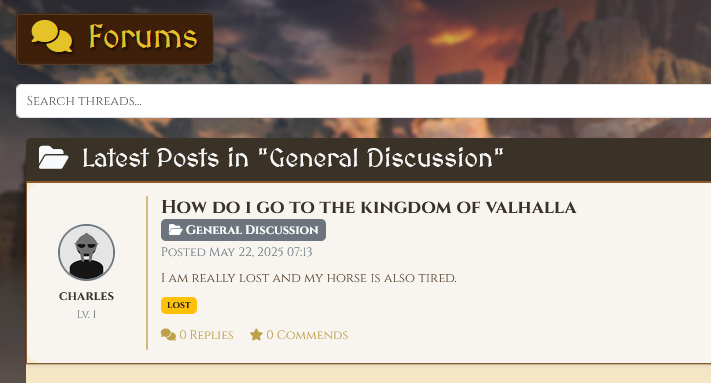 Forums
Search threads...
Latest Posts in "General Discussion"
How do i go to the kingdom of valhalla
General Discussion
Posted May 22, 2025 07:13
I am really lost and my horse is also tired.
charles
Lv. 1
lost
0 Replies 0 Commends